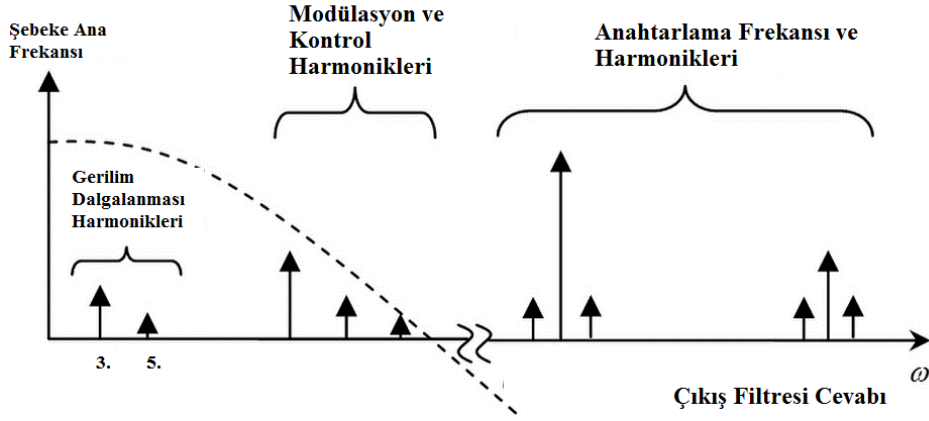 Şebeke Ana
Frekansı
Modülasyon ve
Kontrol
Harmonikleri
Anahtarlama Frekansı ve
Harmonikleri
Gerilim
Dalgalanması
Harmonikleri
3.
5.
ω
Çıkış Filtresi Cevabı